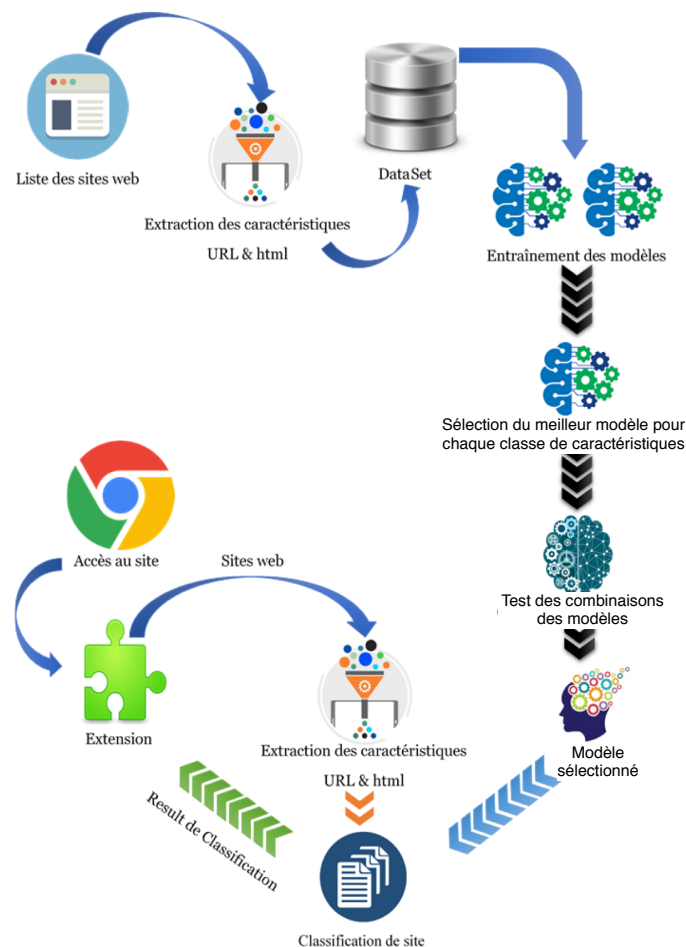 Liste des sites web
Extraction des caractéristiques
URL & html
DataSet
Entraînement des modèles
Sélection du meilleur modèle pour
chaque classe de caractéristiques
Test des combinaisons
des modèles
Modèle
sélectionné
Accès au site
Sites web
Extension
Extraction des caractéristiques
URL & html
Result de Classification
Classification de site